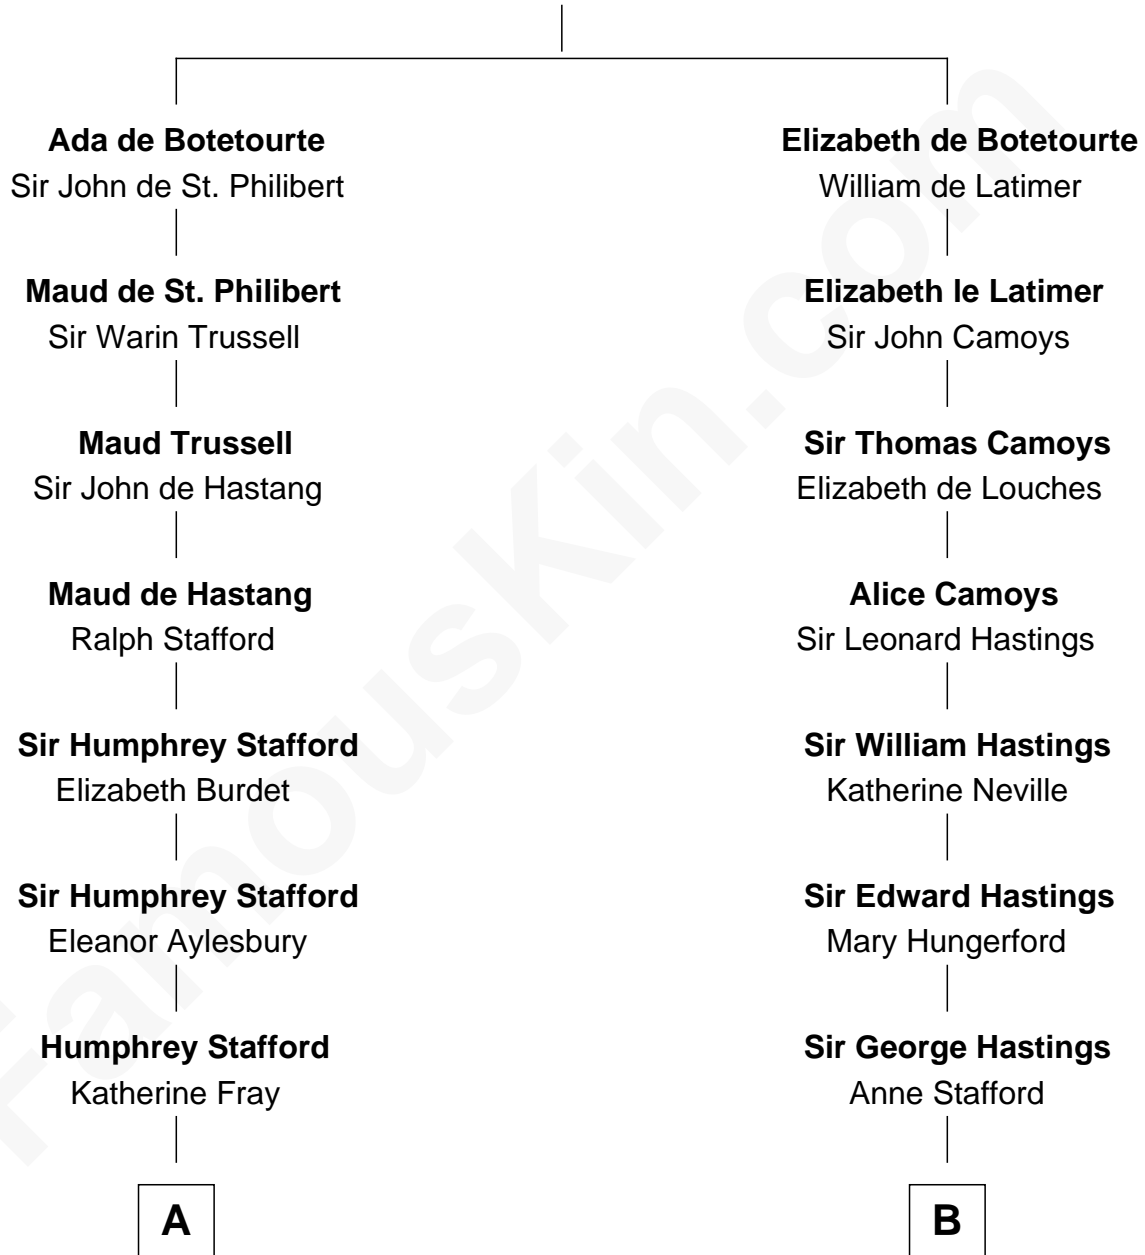 Ada de Botetourte
Sir John de St. Philibert
Maud de St. Philibert
Sir Warin Trussell
Maud Trussell
Sir John de Hastang
Maud de Hastang
Ralph Stafford
Sir Humphrey Stafford
Elizabeth Burdet
Sir Humphrey Stafford
Eleanor Aylesbury
Humphrey Stafford
Katherine Fray
A
Elizabeth de Botetourte
William de Latimer
Elizabeth le Latimer
Sir John Camoys
Sir Thomas Camoys
Elizabeth de Louches
Alice Camoys
Sir Leonard Hastings
Sir William Hastings
Katherine Neville
Sir Edward Hastings
Mary Hungerford
Sir George Hastings
Anne Stafford
B
FamousKin.com